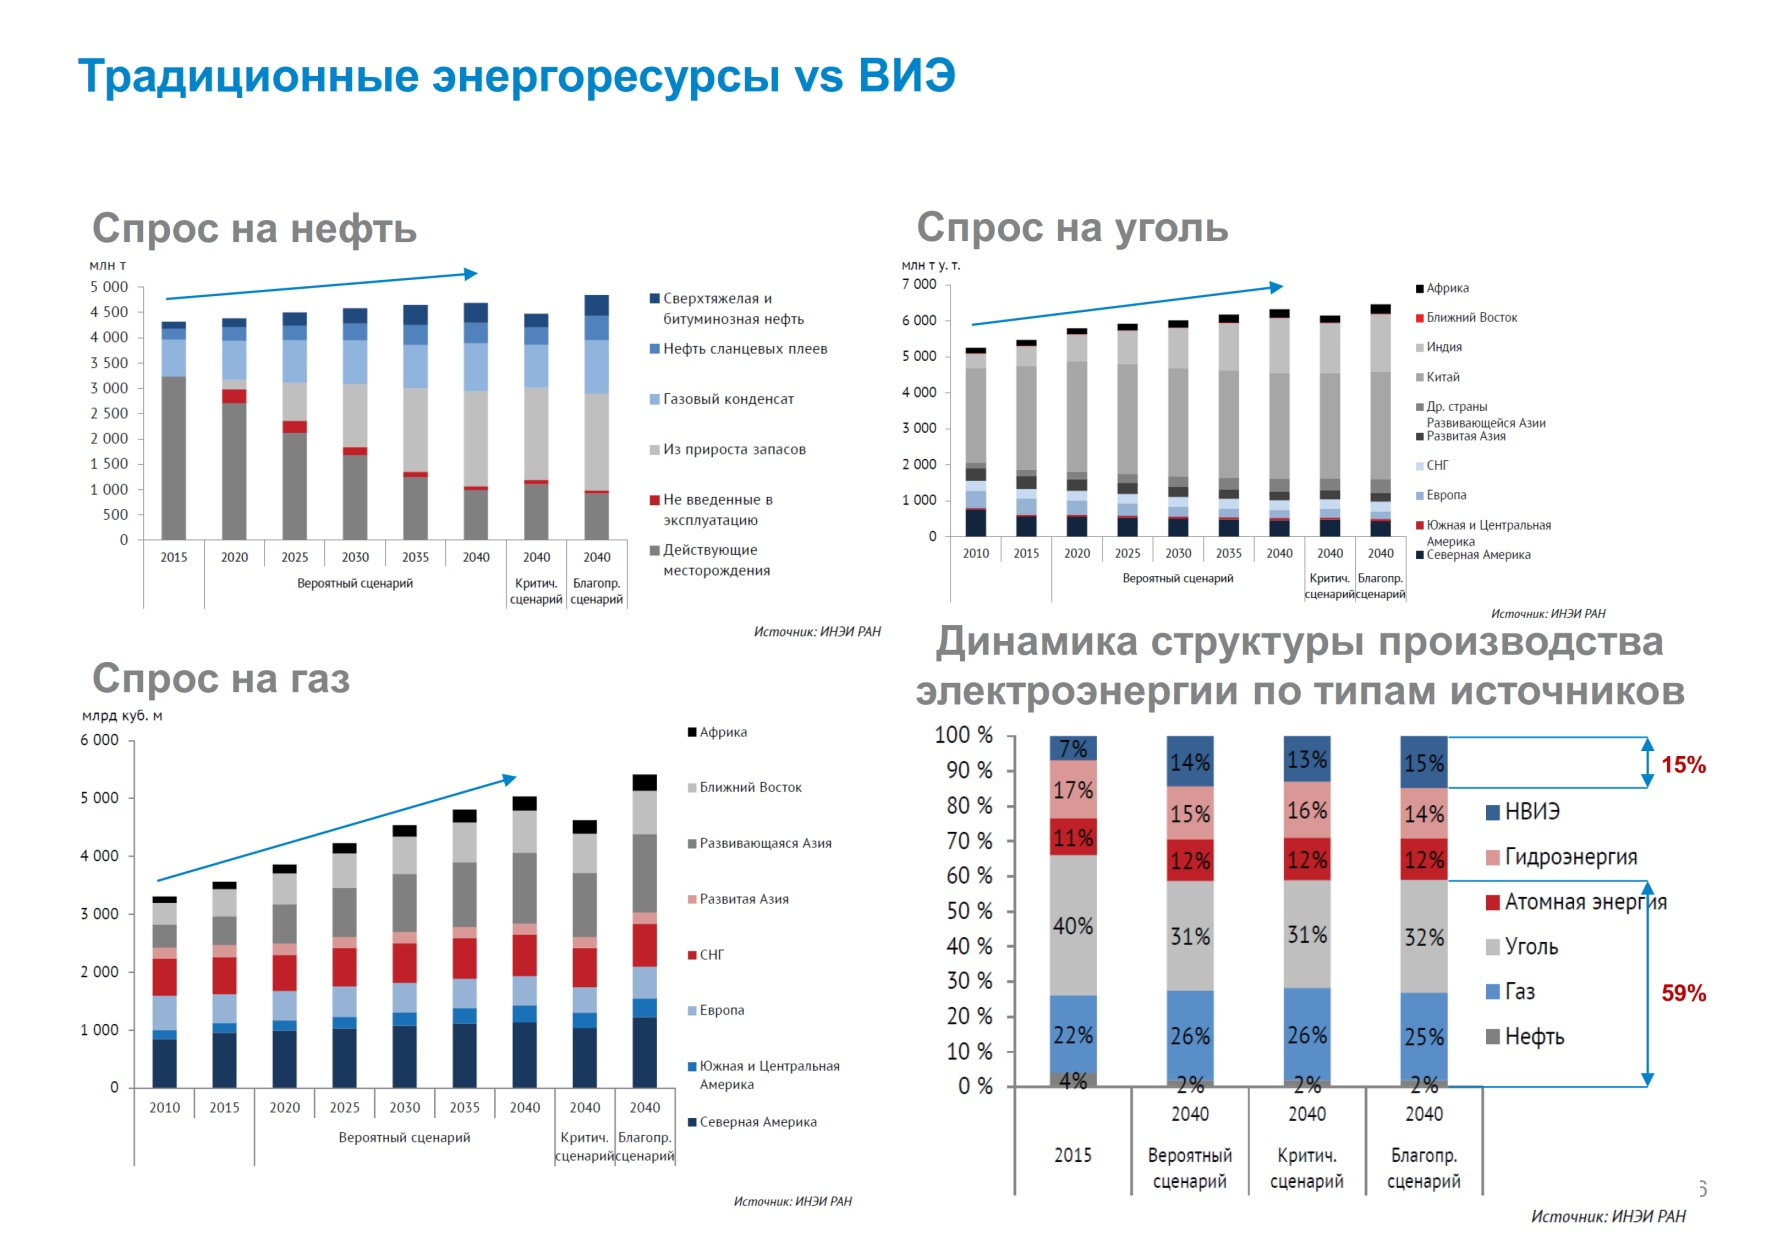 Традиционные энергоресурсы vs ВИЭ
Спрос на нефть
млн т
5 000
4 500
4 000
3 500
3 000
2 500
2 000
1 500
1 000
500
0
2015 2020 2025 2030 2035 2040 2040 2040
Вероятный сценарий
Критич. сценарий
Благопр. сценарий
Сверхтяжелая и
битуминозная нефть
Нефть сланцевых плеев
Газовый конденсат
Из прироста запасов
Не введенные в
эксплуатацию
Действующие
месторождения
Источник: ИНЭИ РАН
Спрос на уголь
млн т у. т.
7 000
6 000
5 000
4 000
3 000
2 000
1 000
0
2010 2015 2020 2025 2030 2035 2040 2040 2040
Вероятный сценарий
Критич. сценарий
Благопр. сценарий
Африка
Ближний Восток
Индия
Китай
Др. страны
Развивающейся Азии
Развитая Азия
СНГ
Европа
Южная и Центральная
Америка
Северная Америка
Источник: ИНЭИ РАН
Спрос на газ
млрд куб. м
6 000
5 000
4 000
3 000
2 000
1 000
0
2010 2015 2020 2025 2030 2035 2040 2040 2040
Вероятный сценарий
Критич. сценарий
Благопр. сценарий
Африка
Ближний Восток
Развивающаяся Азия
Развитая Азия
СНГ
Европа
Южная и Центральная
Америка
Северная Америка
Источник: ИНЭИ РАН
Динамика структуры производства
электроэнергии по типам источников
100 %
90 %
80 %
70 %
60 %
50 %
40 %
30 %
20 %
10 %
0 %
7% 14% 13% 15%
17% 15% 16% 14%
11% 12% 12% 12%
40% 31% 31% 32%
22% 26% 26% 25%
4% 2% 2% 2%
2040 2040 2040
2015
Вероятный сценарий
Критич. сценарий
Благопр. сценарий
15%
НВИЭ
Гидроэнергия
Атомная энергия
Уголь
Газ
Нефть
59%
6
Источник: ИНЭИ РАН